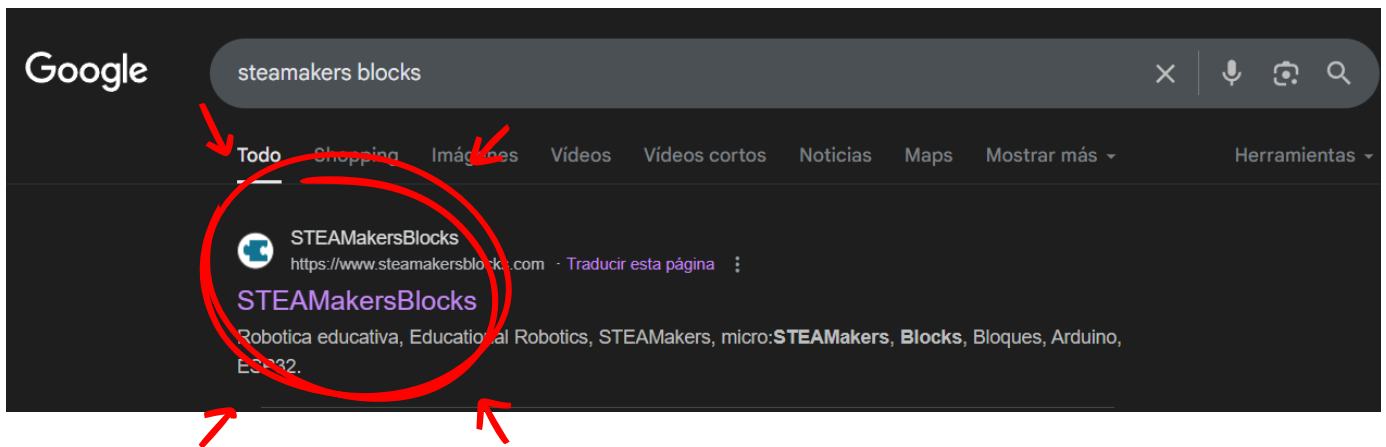 Google
steamakers blocks
Todo Shopping Imágenes Vídeos Vídeos cortos Noticias Maps Mostrar más Herramientas
STEAMakersBlocks
https://www.steamakersblocks.com · Traducir esta página
STEAMakersBlocks
Robotica educativa, Educational Robotics, STEAMakers, micro:STEAMakers, Blocks, Bloques, Arduino,
ESP32.